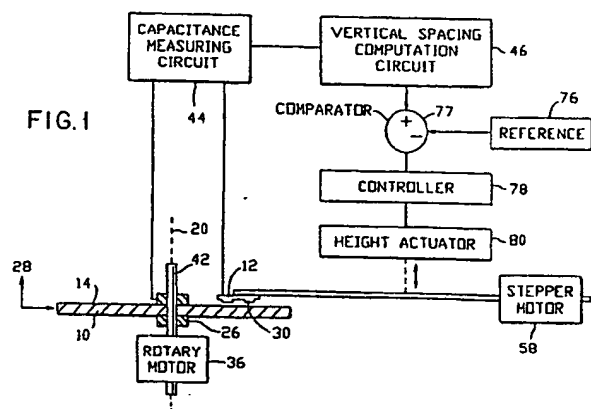 CAPACITANCE
MEASURING
CIRCUIT
44
VERTICAL SPACING
COMPUTATION
CIRCUIT
46
FIG.1
COMPARATOR
+
−
77
76
REFERENCE
CONTROLLER
78
HEIGHT ACTUATOR
80
20
42
12
28
14
10
26
30
ROTARY
MOTOR
36
STEPPER
MOTOR
58